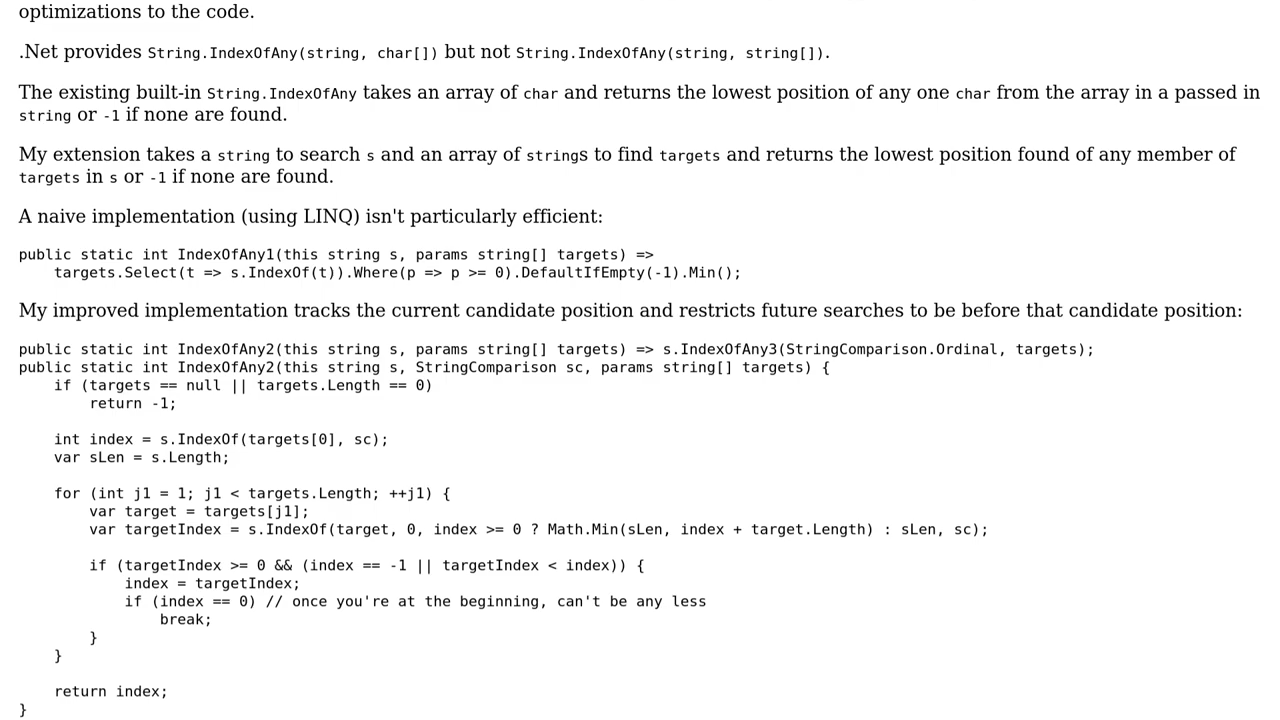 optimizations to the code.
.Net provides String.IndexOfAny(string, char[]) but not String.IndexOfAny(string, string[]).
The existing built-in String.IndexOfAny takes an array of char and returns the lowest position of any one char from the array in a passed in
string or -1 if none are found.
My extension takes a string to search s and an array of strings to find targets and returns the lowest position found of any member of
targets in s or -1 if none are found.
A naive implementation (using LINQ) isn't particularly efficient:
public static int IndexOfAny1(this string s, params string[] targets) =>
    targets.Select(t => s.IndexOf(t)).Where(p => p >= 0).DefaultIfEmpty(-1).Min();
My improved implementation tracks the current candidate position and restricts future searches to be before that candidate position:
public static int IndexOfAny2(this string s, params string[] targets) => s.IndexOfAny3(StringComparison.Ordinal, targets);
public static int IndexOfAny2(this string s, StringComparison sc, params string[] targets) {
    if (targets == null || targets.Length == 0)
        return -1;

    int index = s.IndexOf(targets[0], sc);
    var sLen = s.Length;

    for (int j1 = 1; j1 < targets.Length; ++j1) {
        var target = targets[j1];
        var targetIndex = s.IndexOf(target, 0, index >= 0 ? Math.Min(sLen, index + target.Length) : sLen, sc);

        if (targetIndex >= 0 && (index == -1 || targetIndex < index)) {
            index = targetIndex;
            if (index == 0) // once you're at the beginning, can't be any less
                break;
        }
    }

    return index;
}